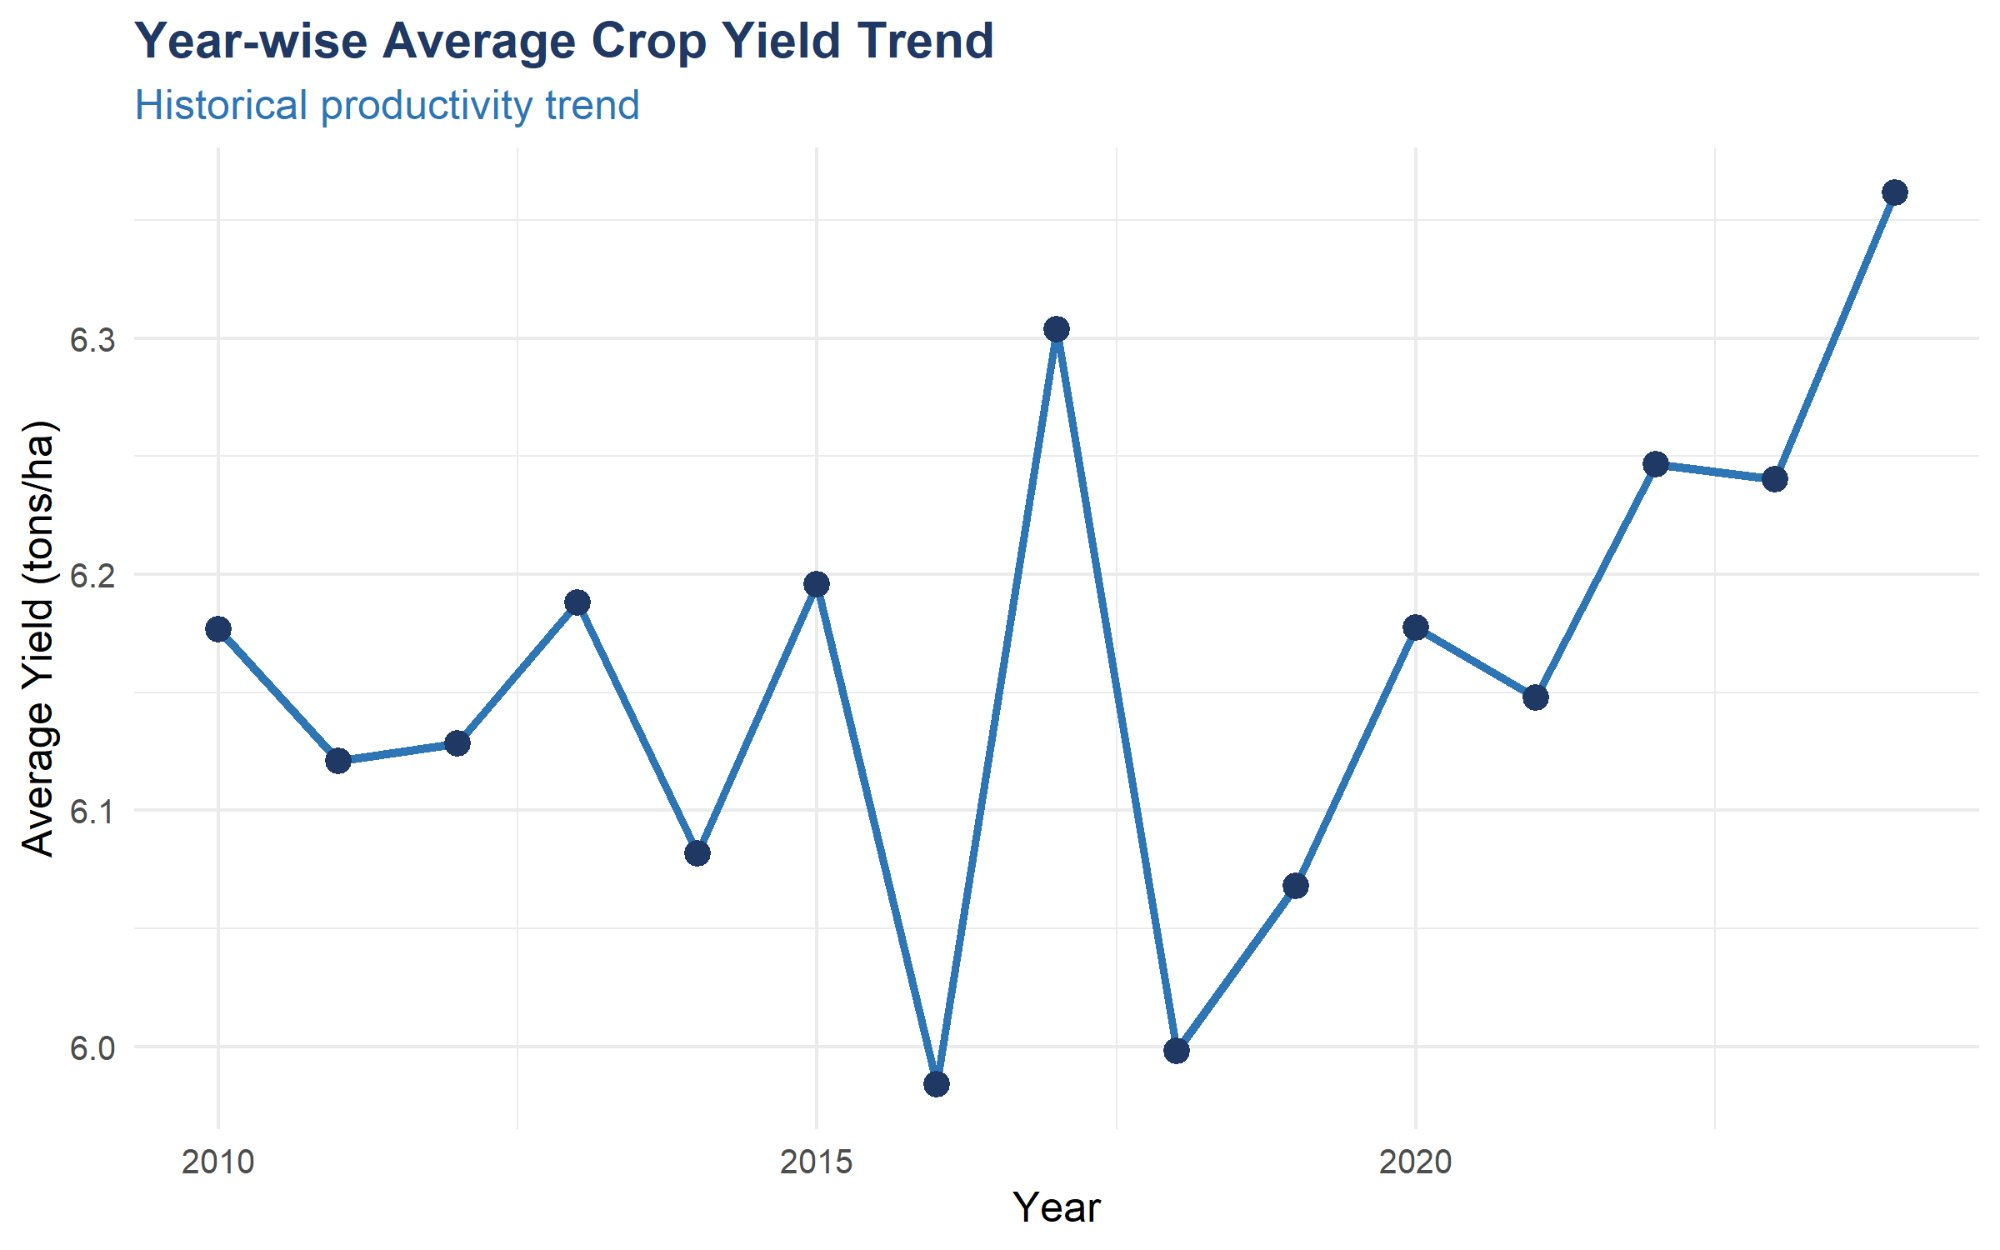 Year-wise Average Crop Yield Trend
Historical productivity trend
Average Yield (tons/ha)
6.3
6.2
6.1
6.0
2010 2015 2020
Year